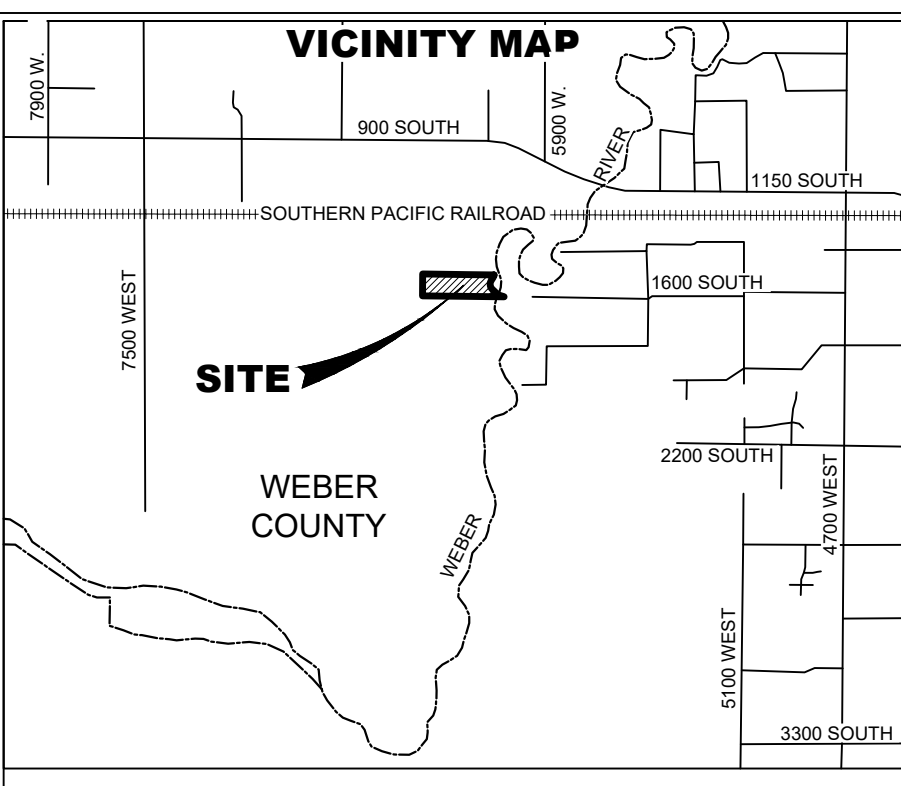 VICINITY MAP
7900 W.
5900 W.
900 SOUTH
RIVER
1150 SOUTH
SOUTHERN PACIFIC RAILROAD
7500 WEST
1600 SOUTH
SITE
2200 SOUTH
WEBER
COUNTY
4700 WEST
WEBER
5100 WEST
3300 SOUTH